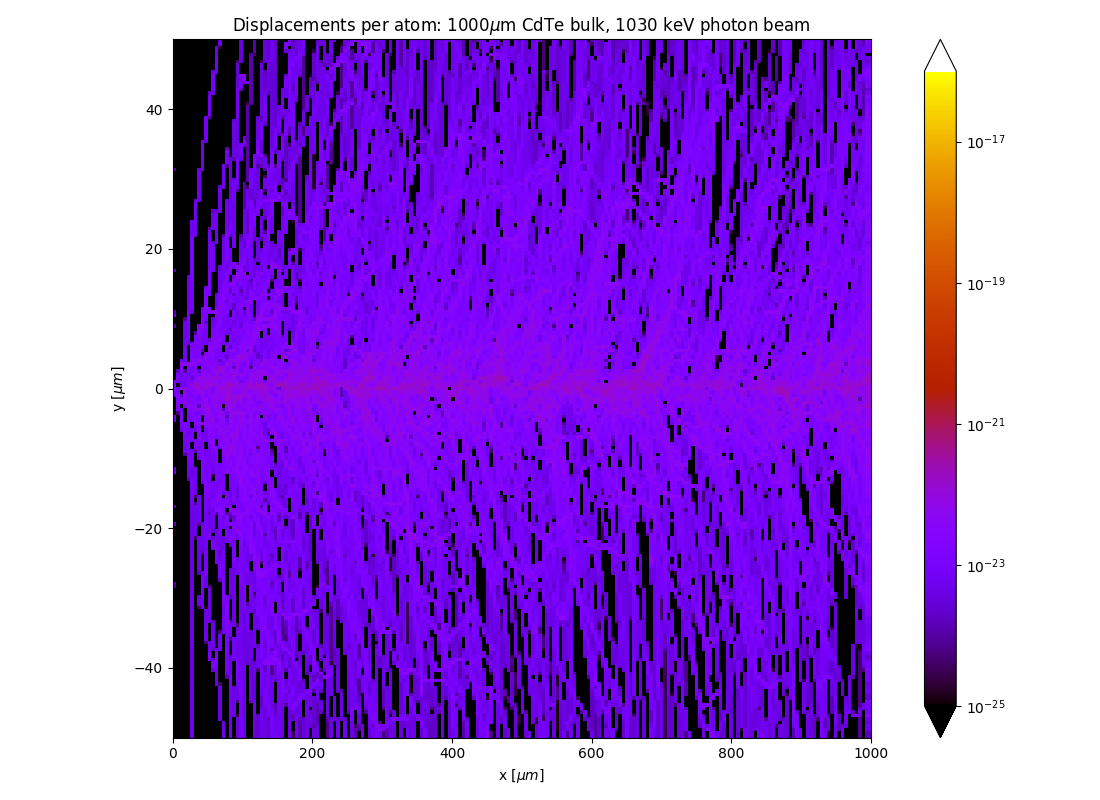 Displacements per atom: 1000μm CdTe bulk, 1030 keV photon beam
40
20
0
−20
−40
y [μm]
0 200 400 600 800 1000
x [μm]
10⁻¹⁷
10⁻¹⁹
10⁻²¹
10⁻²³
10⁻²⁵